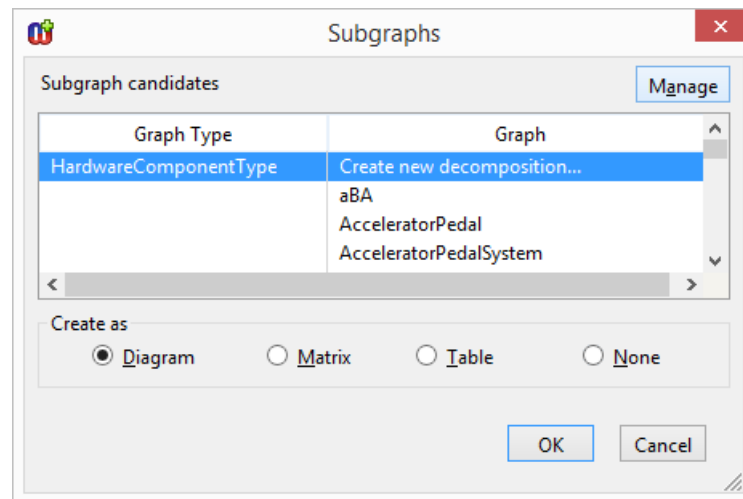 Subgraphs
Subgraph candidates
Manage
Graph Type Graph
HardwareComponentType Create new decomposition...
aBA
AcceleratorPedal
AcceleratorPedalSystem
Create as
Diagram Matrix Table None
OK Cancel